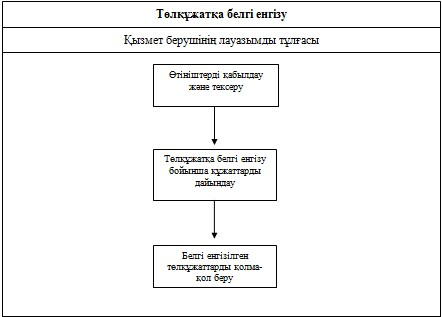 Төлқұжатқа белгі енгізу
Қызмет берушінің лауазымды тұлғасы
Өтініштерді қабылдау
және тексеру
Төлқұжатқа белгі енгізу
бойынша құжаттарды
дайындау
Белгі енгізілген
төлқұжаттарды қолма-
қол беру